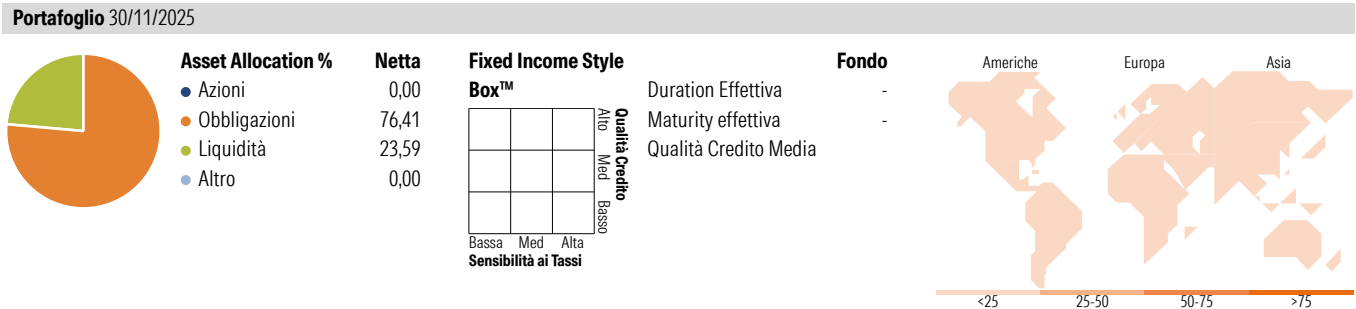 Portafoglio 30/11/2025
Asset Allocation % Netta
Azioni 0,00
Obbligazioni 76,41
Liquidità 23,59
Altro 0,00
Fixed Income Style
Box™
Alto Med Basso
Qualità Credito
Bassa Med Alta
Sensibilità ai Tassi
Fondo
Duration Effettiva -
Maturity effettiva -
Qualità Credito Media
Americhe Europa Asia
<25 25-50 50-75 >75